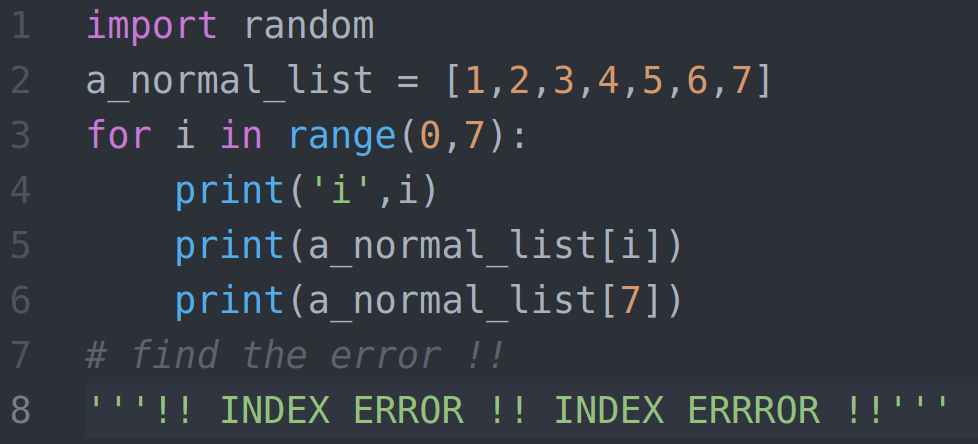 1 import random
2 a_normal_list = [1,2,3,4,5,6,7]
3 for i in range(0,7):
4     print('i',i)
5     print(a_normal_list[i])
6     print(a_normal_list[7])
7 # find the error !!
8 '''!! INDEX ERROR !! INDEX ERRROR !!'''